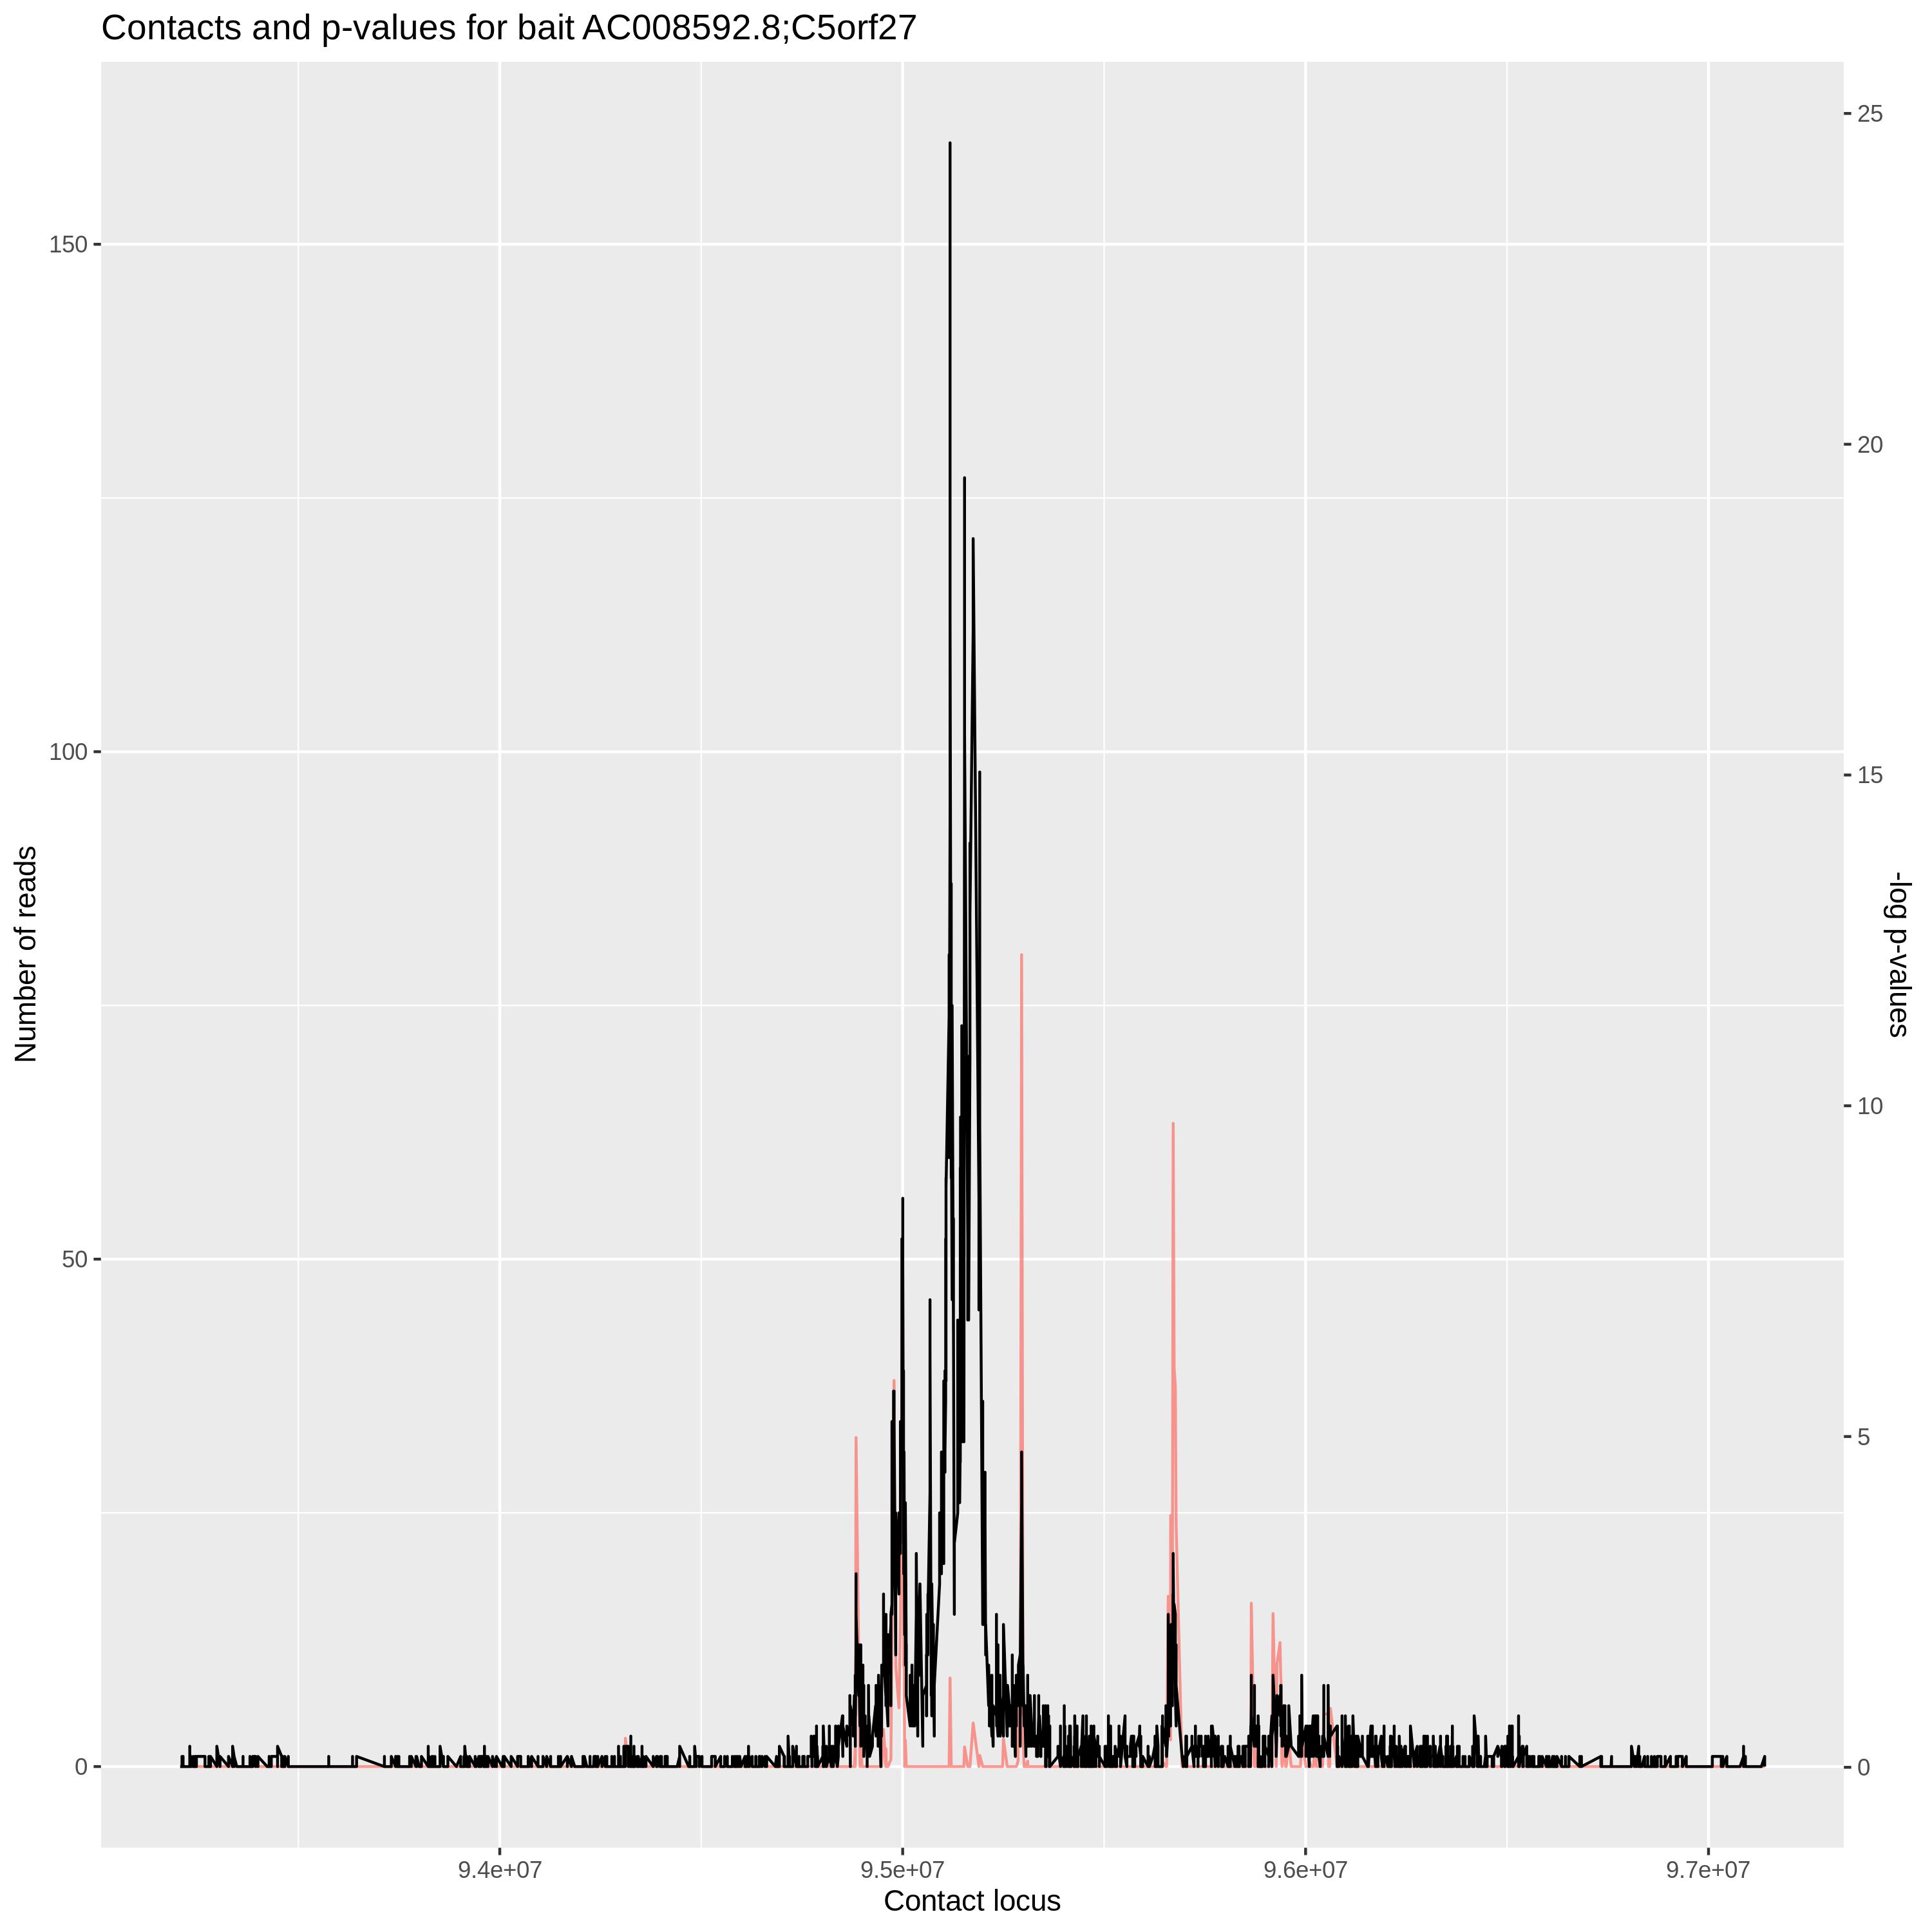 Contacts and p-values for bait AC008592.8;C5orf27
150
100
50
0
Number of reads
25
20
15
10
5
0
-log p-values
9.4e+07
9.5e+07
9.6e+07
9.7e+07
Contact locus